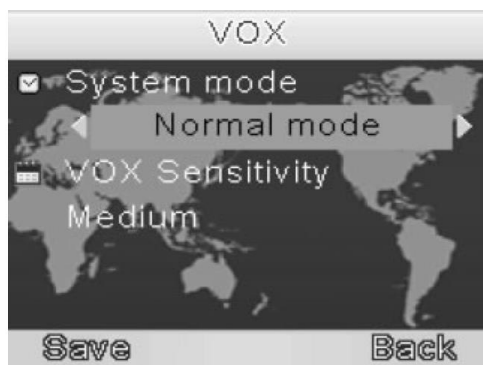 VOX
System mode
Normal mode
VOX Sensitivity
Medium
Save Back